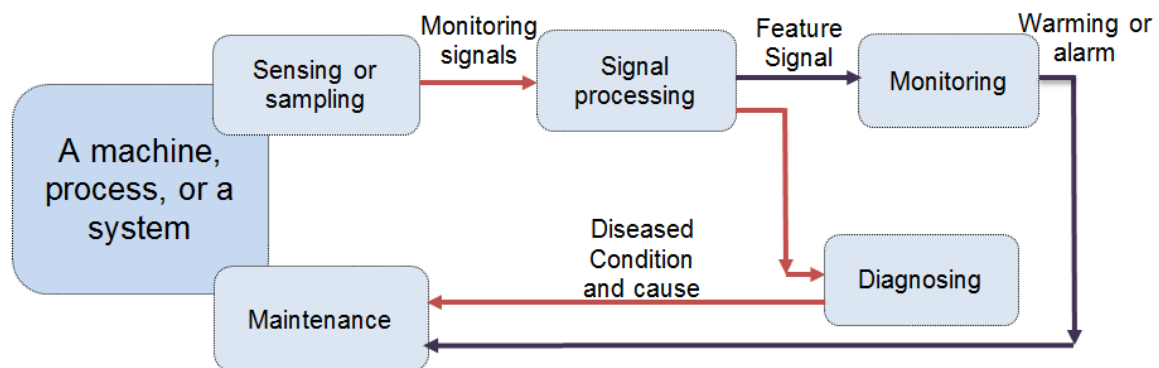 Monitoring
signals
Feature
Signal
Warming or
alarm
Sensing or
sampling
Signal
processing
Monitoring
A machine,
process, or a
system
Diseased
Condition
and cause
Diagnosing
Maintenance